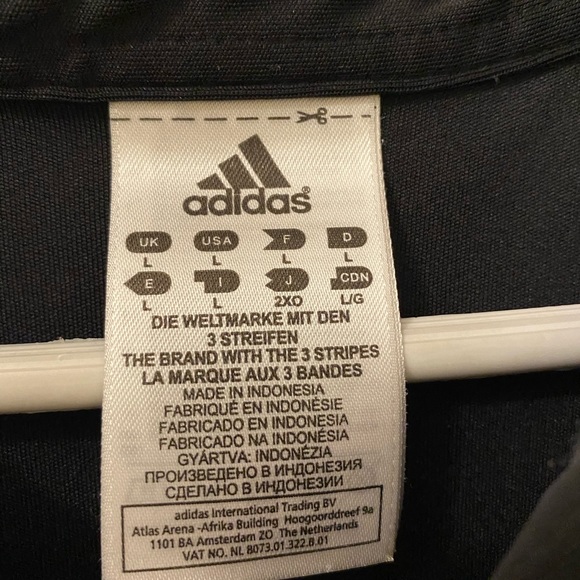 adidas®
UK USA F D
L L L L
E I J CDN
L L 2XO L/G
DIE WELTMARKE MIT DEN
3 STREIFEN
THE BRAND WITH THE 3 STRIPES
LA MARQUE AUX 3 BANDES
MADE IN INDONESIA
FABRIQUÉ EN INDONÉSIE
FABRICADO EN INDONESIA
FABRICADO NA INDONÉSIA
GYÁRTVA: INDONÉZIA
ПРОИЗВЕДЕНО В ИНДОНЕЗИЯ
СДЕЛАНО В ИНДОНЕЗИИ
adidas International Trading BV
Atlas Arena -Afrika Building Hoogoorddreef 9a
1101 BA Amsterdam ZO The Netherlands
VAT NO. NL 8073.01.322.B.01